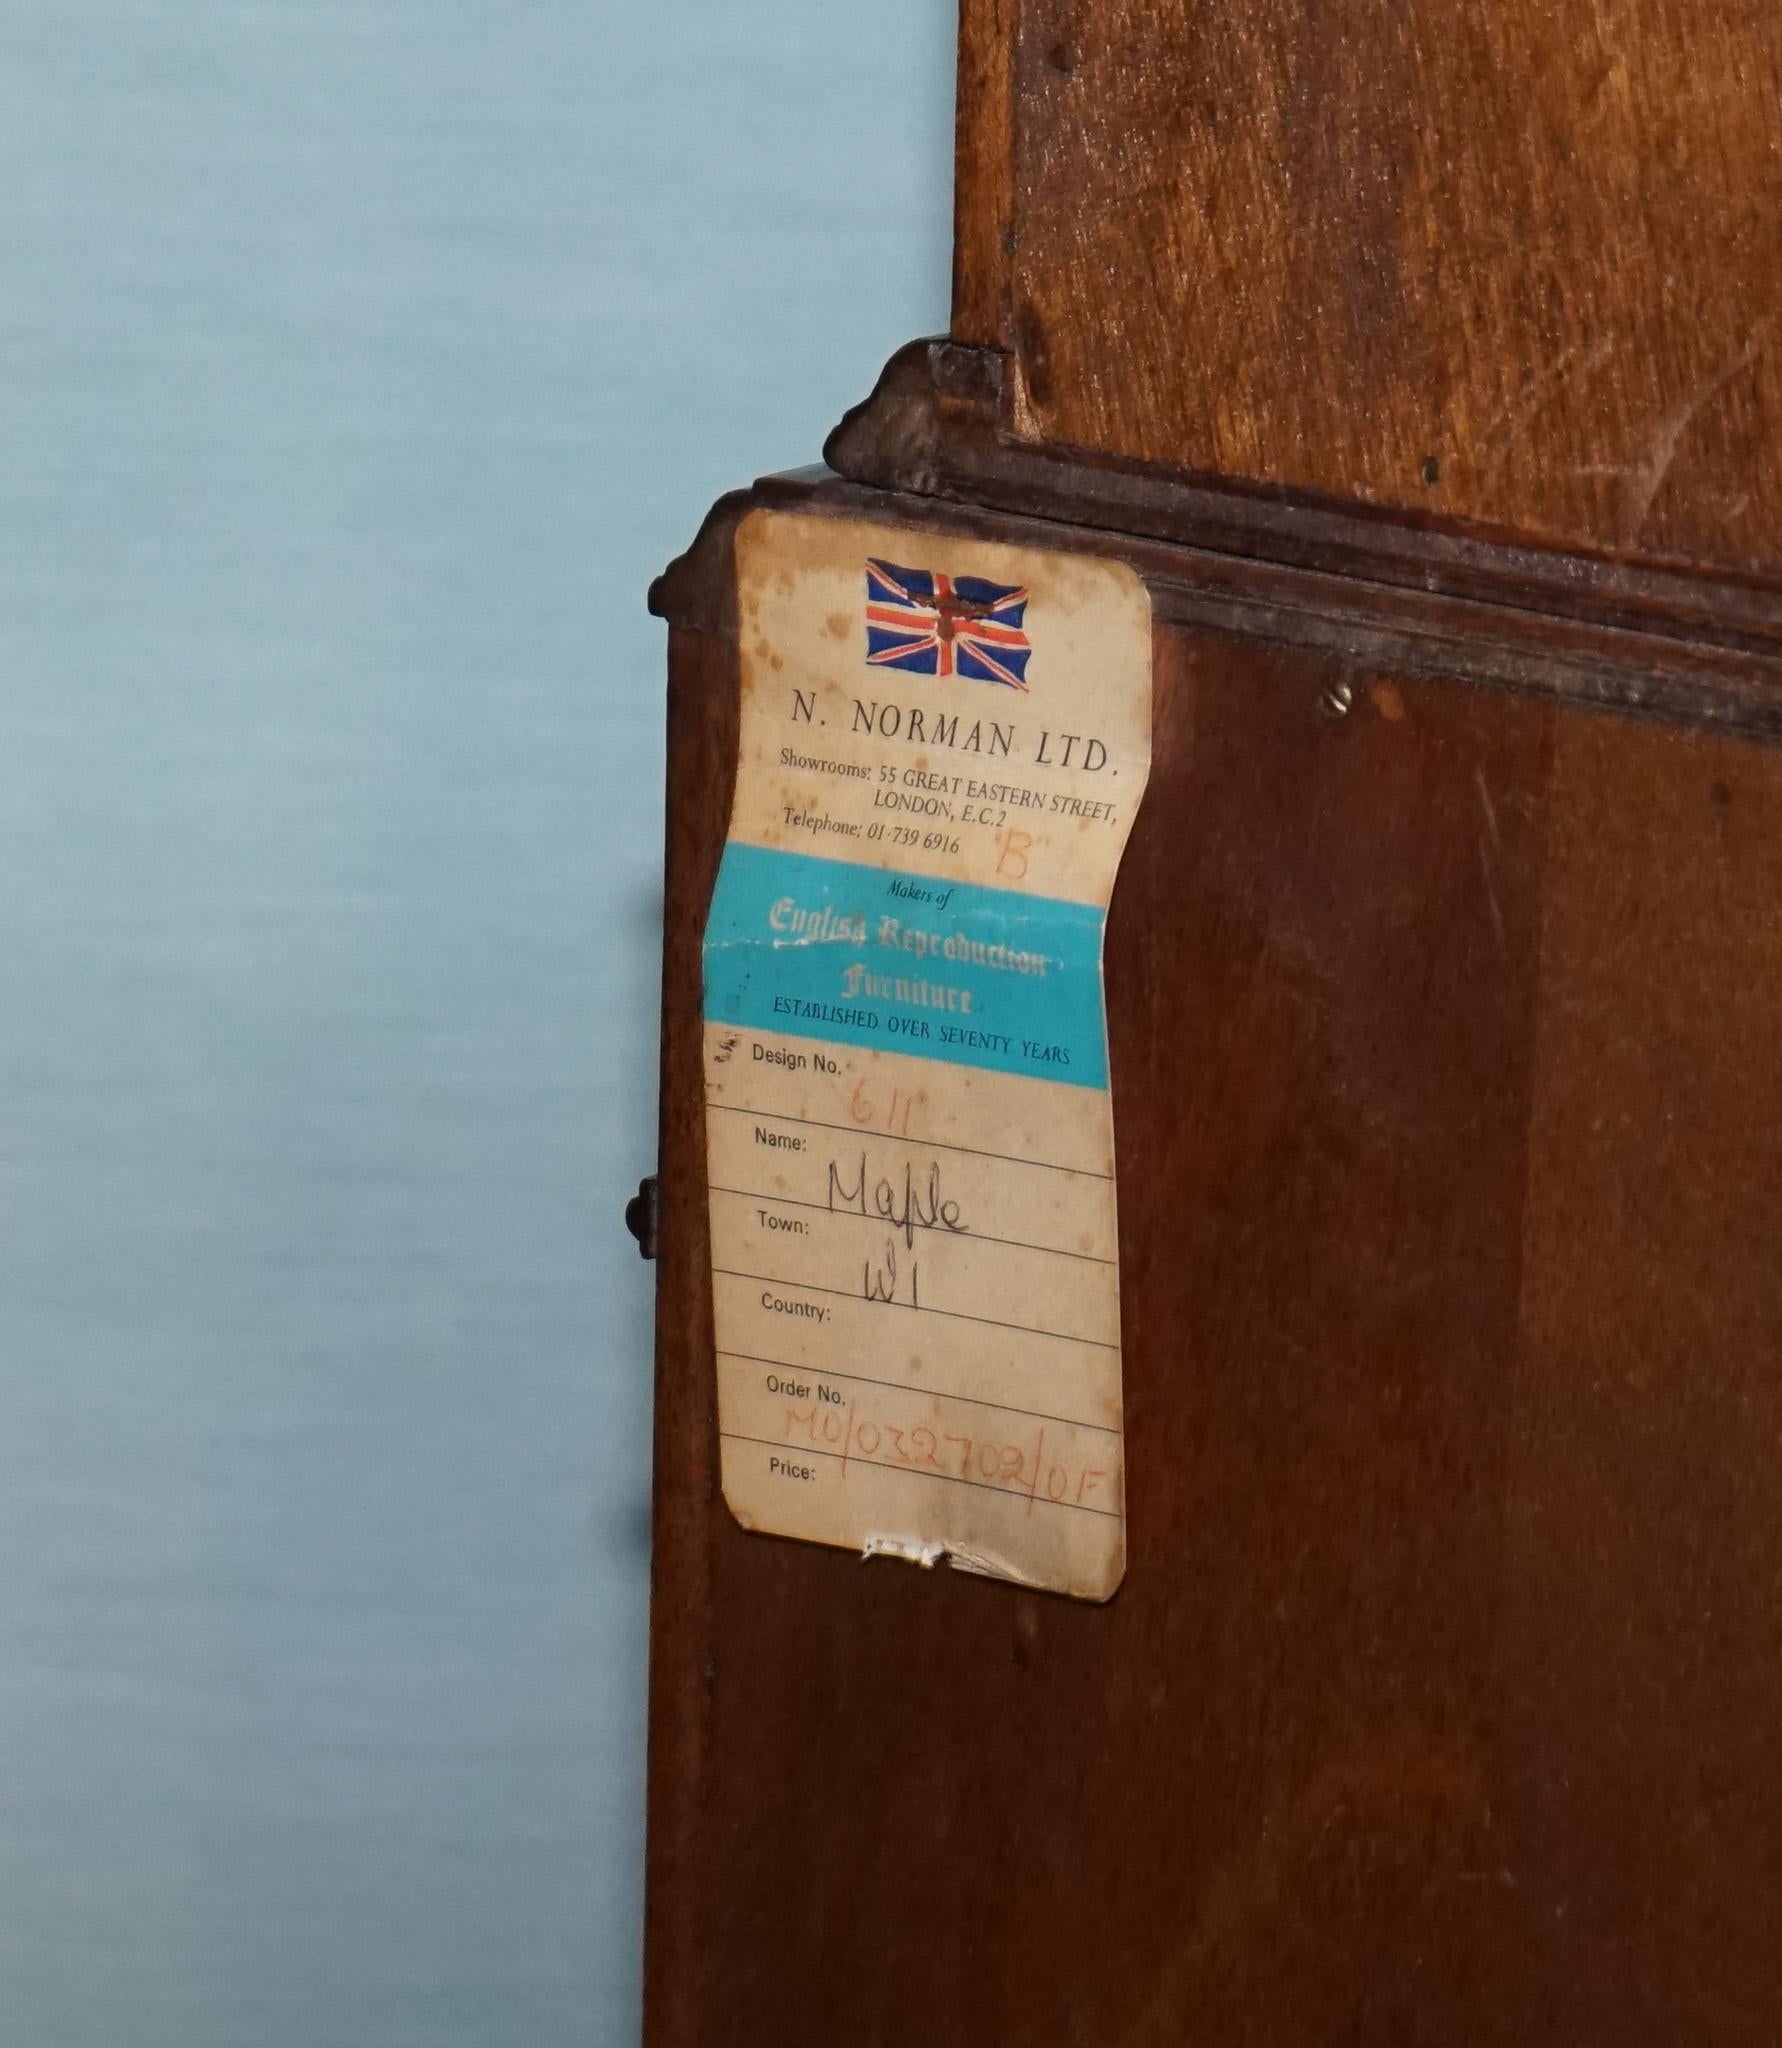 N. NORMAN LTD.
Showrooms: 55 GREAT EASTERN STREET,
LONDON, E.C.2
Telephone: 01-739 6916 "B"
Makers of
English Reproduction
Furniture
ESTABLISHED OVER SEVENTY YEARS
Design No.
611
Name:
Maple
Town:
W1
Country:
Order No.
MO/032702/OF
Price: